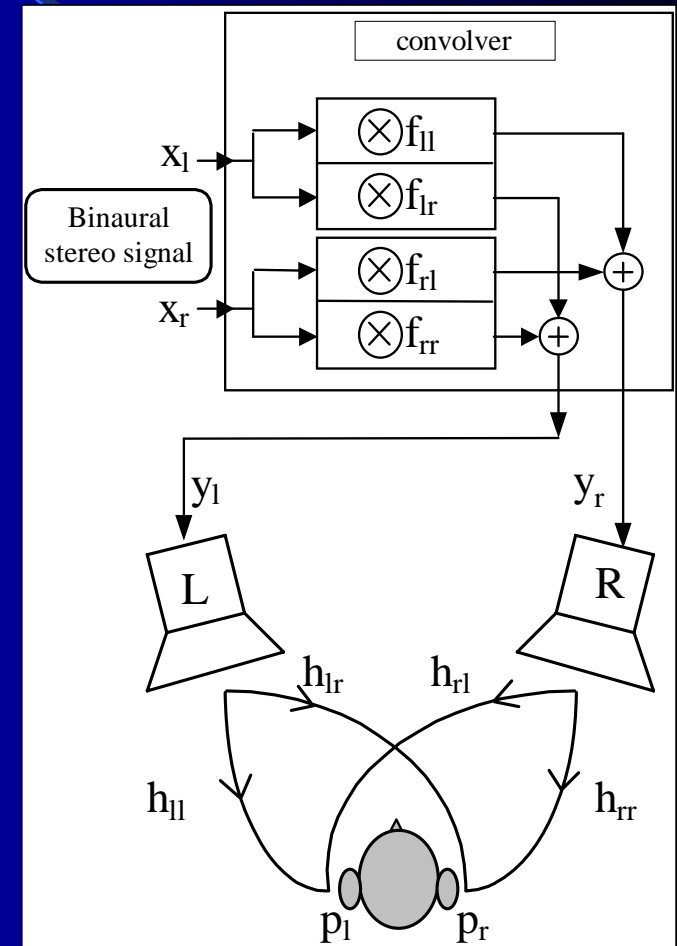 convolver
⊗f_ll
x_l
⊗f_lr
Binaural
stereo signal
⊗f_rl
+
x_r
⊗f_rr
+
y_l
y_r
L
R
h_lr
h_rl
h_ll
h_rr
p_l
p_r